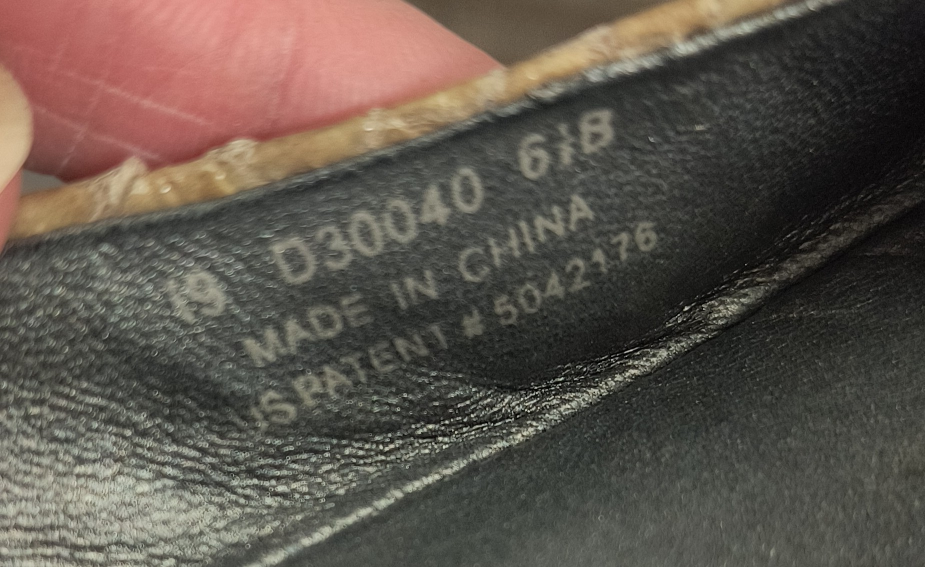 D30040 6½B
MADE IN CHINA
PATENT # 5042176